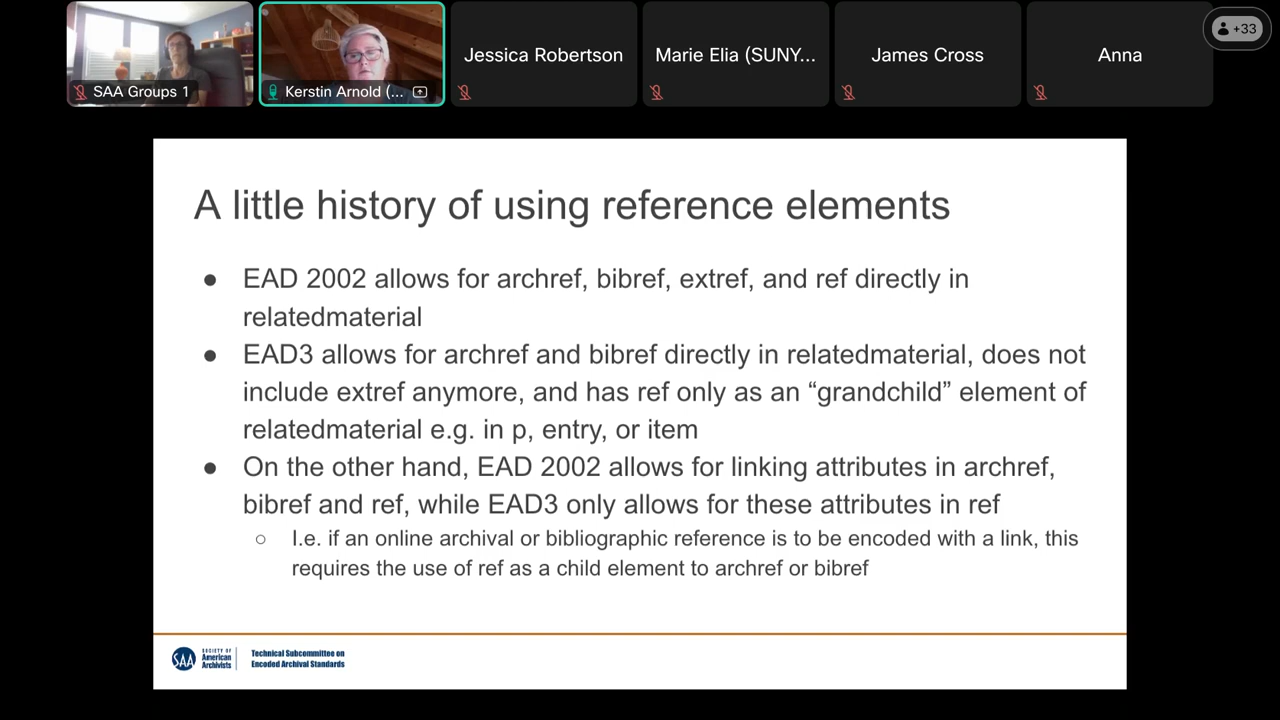 SAA Groups 1
Kerstin Arnold (...
Jessica Robertson
Marie Elia (SUNY...
James Cross
Anna
+33
A little history of using reference elements
● EAD 2002 allows for archref, bibref, extref, and ref directly in
relatedmaterial
● EAD3 allows for archref and bibref directly in relatedmaterial, does not
include extref anymore, and has ref only as an “grandchild” element of
relatedmaterial e.g. in p, entry, or item
● On the other hand, EAD 2002 allows for linking attributes in archref,
bibref and ref, while EAD3 only allows for these attributes in ref
○ I.e. if an online archival or bibliographic reference is to be encoded with a link, this
requires the use of ref as a child element to archref or bibref
SAA
SOCIETY OF
American
Archivists
Technical Subcommittee on
Encoded Archival Standards